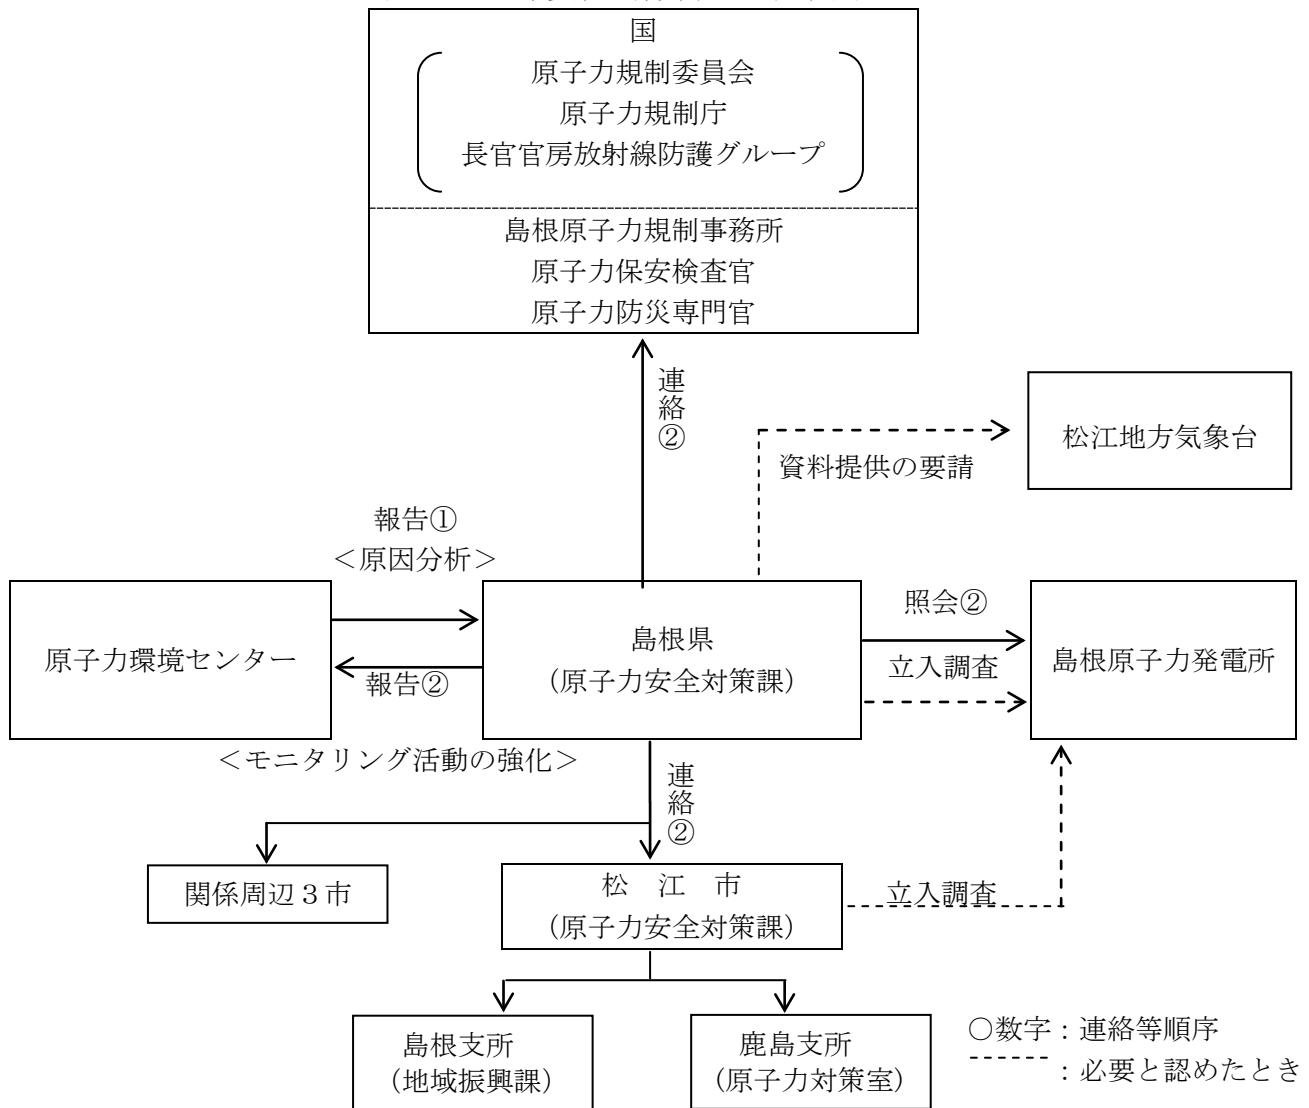 国
原子力規制委員会
原子力規制庁
長官官房放射線防護グループ
島根原子力規制事務所
原子力保安検査官
原子力防災専門官
連絡②
松江地方気象台
資料提供の要請
報告①
＜原因分析＞
照会②
原子力環境センター
島根県
(原子力安全対策課)
立入調査
島根原子力発電所
報告②
＜モニタリング活動の強化＞
連絡②
関係周辺３市
松　江　市
(原子力安全対策課)
立入調査
島根支所
(地域振興課)
鹿島支所
(原子力対策室)
○数字：連絡等順序
：必要と認めたとき